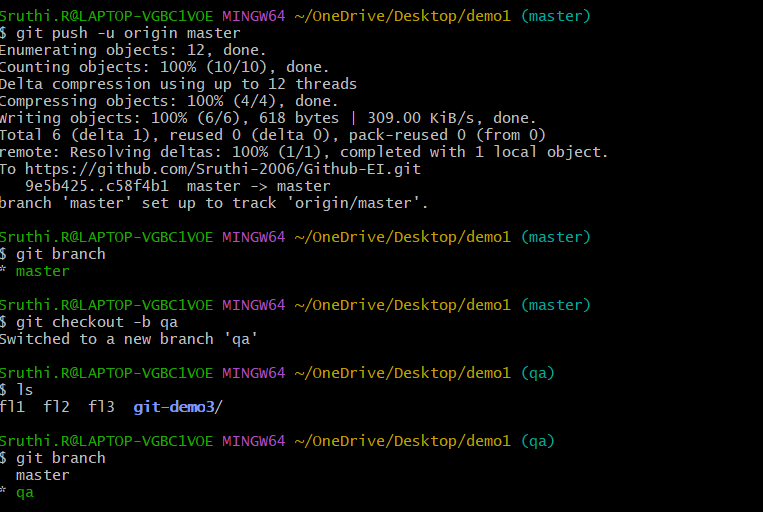 Sruthi.R@LAPTOP-VGBC1VOE MINGW64 ~/OneDrive/Desktop/demo1 (master)
$ git push -u origin master
Enumerating objects: 12, done.
Counting objects: 100% (10/10), done.
Delta compression using up to 12 threads
Compressing objects: 100% (4/4), done.
Writing objects: 100% (6/6), 618 bytes | 309.00 KiB/s, done.
Total 6 (delta 1), reused 0 (delta 0), pack-reused 0 (from 0)
remote: Resolving deltas: 100% (1/1), completed with 1 local object.
To https://github.com/Sruthi-2006/Github-EI.git
   9e5b425..c58f4b1  master -> master
branch 'master' set up to track 'origin/master'.
Sruthi.R@LAPTOP-VGBC1VOE MINGW64 ~/OneDrive/Desktop/demo1 (master)
$ git branch
* master
Sruthi.R@LAPTOP-VGBC1VOE MINGW64 ~/OneDrive/Desktop/demo1 (master)
$ git checkout -b qa
Switched to a new branch 'qa'
Sruthi.R@LAPTOP-VGBC1VOE MINGW64 ~/OneDrive/Desktop/demo1 (qa)
$ ls
fl1  fl2  fl3  git-demo3/
Sruthi.R@LAPTOP-VGBC1VOE MINGW64 ~/OneDrive/Desktop/demo1 (qa)
$ git branch
  master
* qa